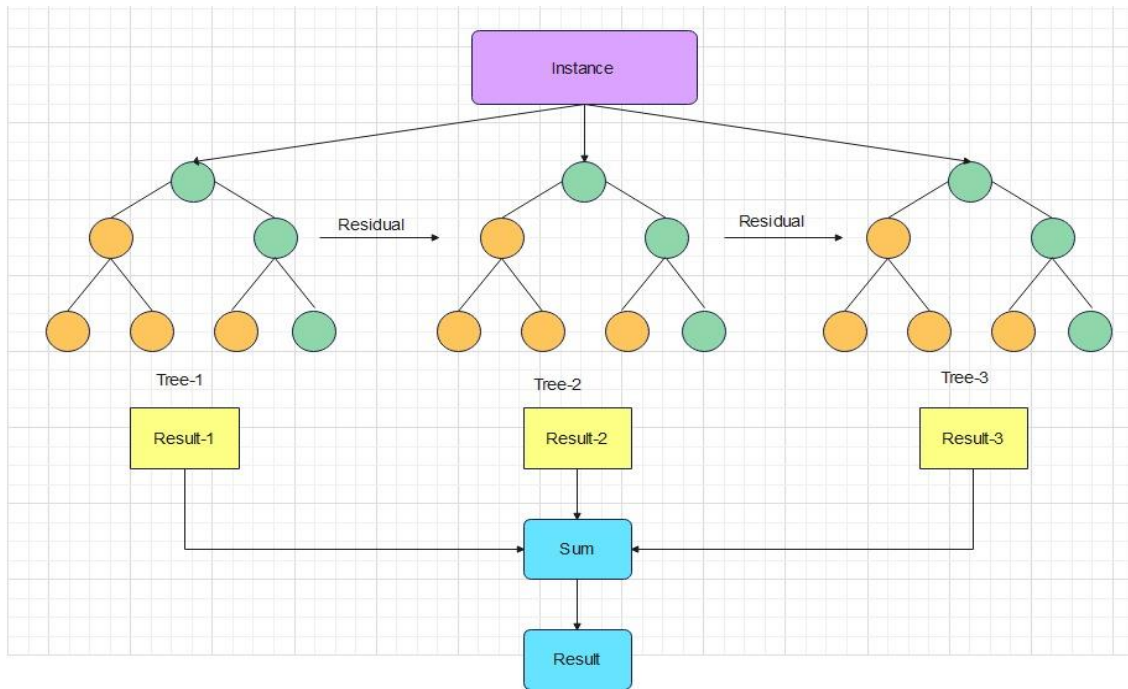 Instance
Residual
Residual
Tree-1
Tree-2
Tree-3
Result-1
Result-2
Result-3
Sum
Result